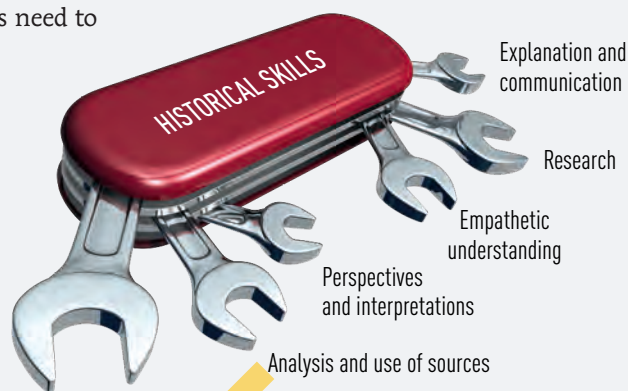 s need to
HISTORICAL SKILLS
Explanation and
communication
Research
Empathetic
understanding
Perspectives
and interpretations
Analysis and use of sources